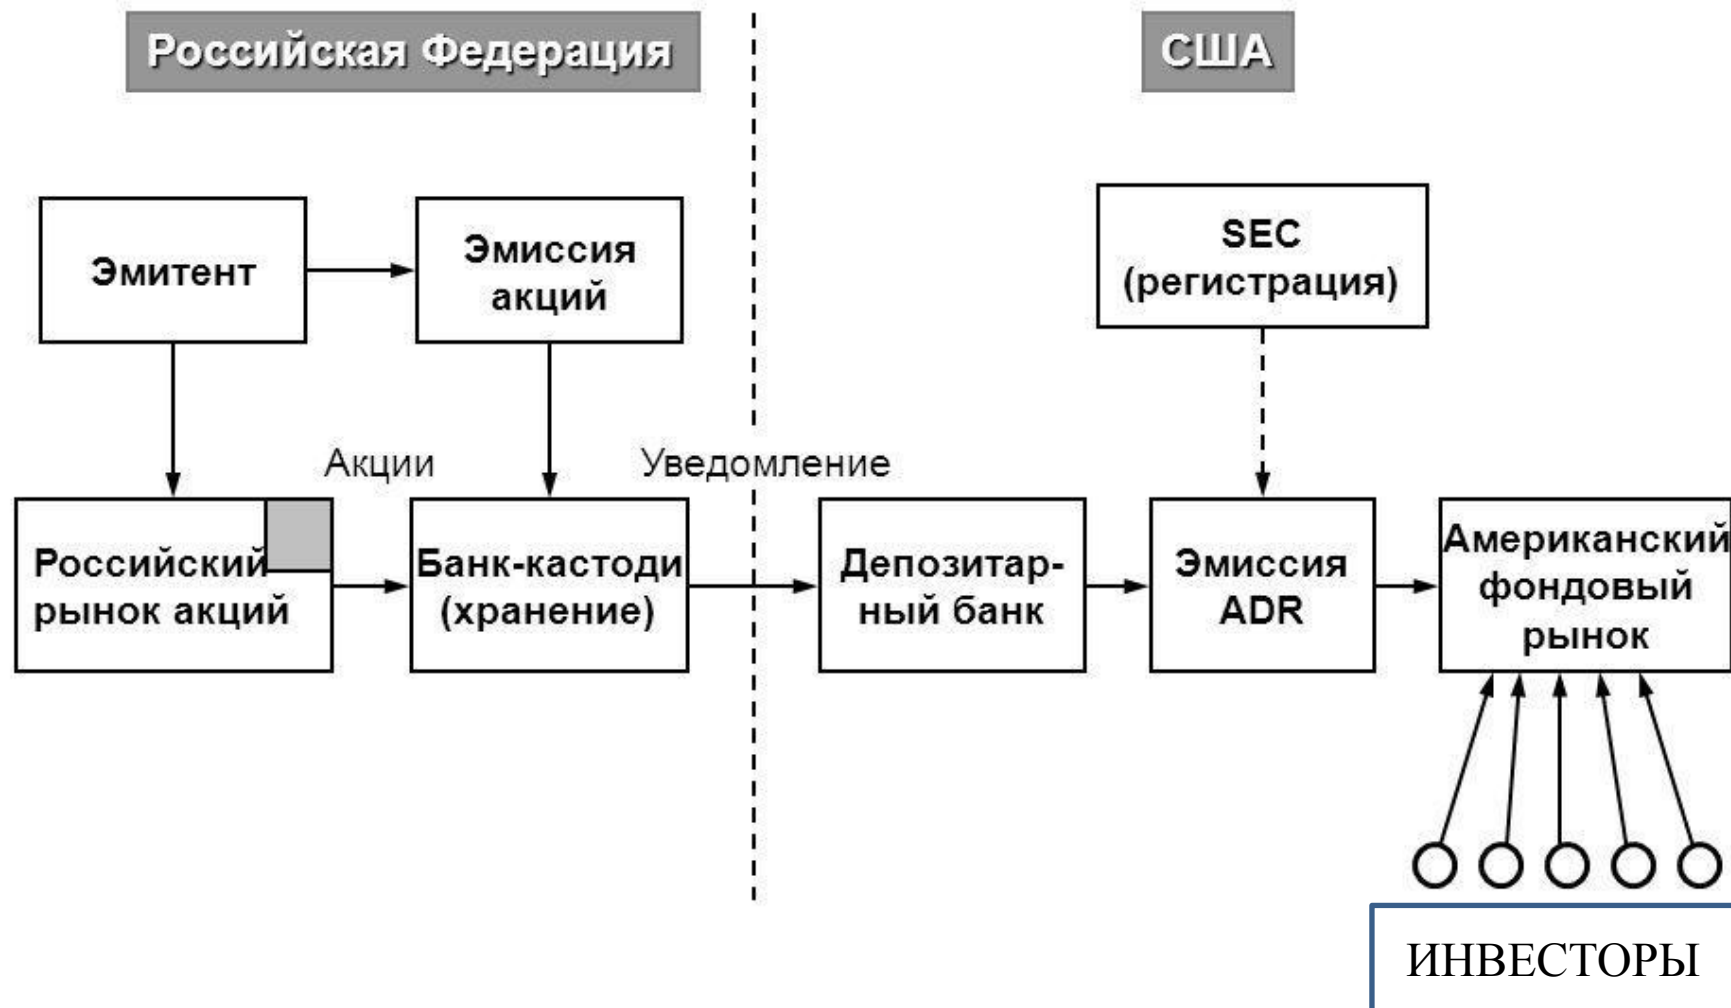 Российская Федерация
США
Эмитент
Эмиссия
акций
SEC
(регистрация)
Акции
Уведомление
Российский
рынок акций
Банк-кастоди
(хранение)
Депозитар-
ный банк
Эмиссия
ADR
Американский
фондовый
рынок
ИНВЕСТОРЫ